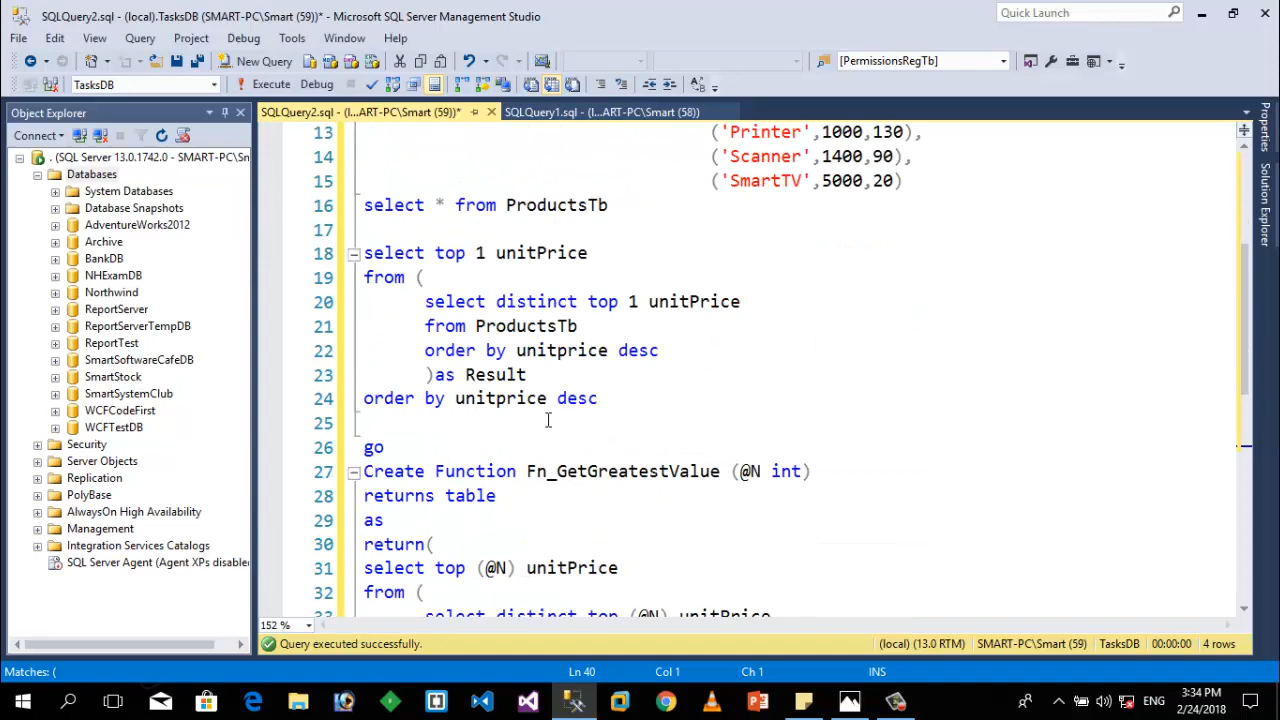 SQLQuery2.sql - (local).TasksDB (SMART-PC\Smart (59))* - Microsoft SQL Server Management Studio
Quick Launch
File Edit View Query Project Debug Tools Window Help
New Query
[PermissionsRegTb]
TasksDB
Execute Debug
Object Explorer
SQLQuery2.sql - (l...ART-PC\Smart (59))*
SQLQuery1.sql - (l...ART-PC\Smart (58))
Connect
. (SQL Server 13.0.1742.0 - SMART-PC\Sn
Databases
System Databases
Database Snapshots
AdventureWorks2012
Archive
BankDB
NHExamDB
Northwind
ReportServer
ReportServerTempDB
ReportTest
SmartSoftwareCafeDB
SmartStock
SmartSystemClub
WCFCodeFirst
WCFTestDB
Security
Server Objects
Replication
PolyBase
AlwaysOn High Availability
Management
Integration Services Catalogs
SQL Server Agent (Agent XPs disable
13 ('Printer',1000,130),
14 ('Scanner',1400,90),
15 ('SmartTV',5000,20)
16 select * from ProductsTb
17
18 select top 1 unitPrice
19 from (
20 select distinct top 1 unitPrice
21 from ProductsTb
22 order by unitprice desc
23 )as Result
24 order by unitprice desc
25
26 go
27 Create Function Fn_GetGreatestValue (@N int)
28 returns table
29 as
30 return(
31 select top (@N) unitPrice
32 from (
33 select distinct top (@N) unitPrice
Properties
Solution Explorer
152 %
Query executed successfully.
(local) (13.0 RTM) SMART-PC\Smart (59) TasksDB 00:00:00 4 rows
Matches: (
Ln 40 Col 1 Ch 1 INS
ENG
3:34 PM
2/24/2018